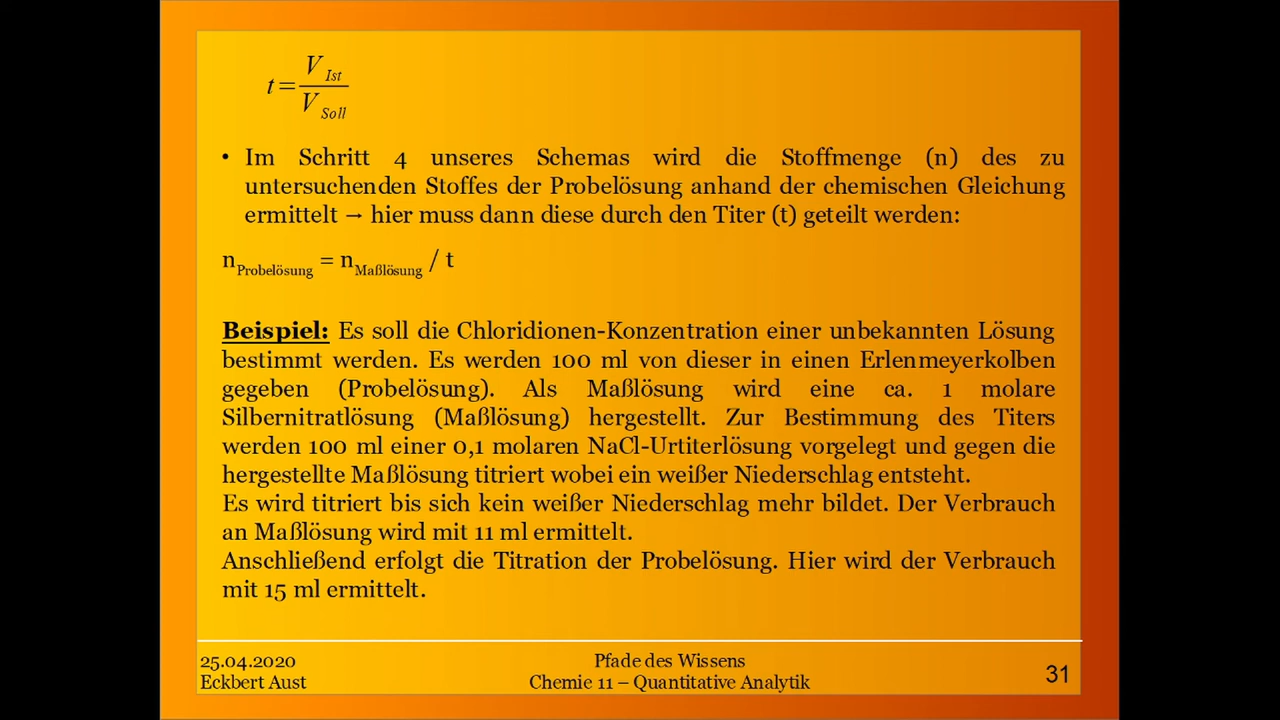 t = V Ist / V Soll
• Im Schritt 4 unseres Schemas wird die Stoffmenge (n) des zu
untersuchenden Stoffes der Probelösung anhand der chemischen Gleichung
ermittelt → hier muss dann diese durch den Titer (t) geteilt werden:
nProbelösung = nMaßlösung / t
Beispiel: Es soll die Chloridionen-Konzentration einer unbekannten Lösung
bestimmt werden. Es werden 100 ml von dieser in einen Erlenmeyerkolben
gegeben (Probelösung). Als Maßlösung wird eine ca. 1 molare
Silbernitratlösung (Maßlösung) hergestellt. Zur Bestimmung des Titers
werden 100 ml einer 0,1 molaren NaCl-Urtiterlösung vorgelegt und gegen die
hergestellte Maßlösung titriert wobei ein weißer Niederschlag entsteht.
Es wird titriert bis sich kein weißer Niederschlag mehr bildet. Der Verbrauch
an Maßlösung wird mit 11 ml ermittelt.
Anschließend erfolgt die Titration der Probelösung. Hier wird der Verbrauch
mit 15 ml ermittelt.
25.04.2020
Eckbert Aust
Pfade des Wissens
Chemie 11 – Quantitative Analytik
31